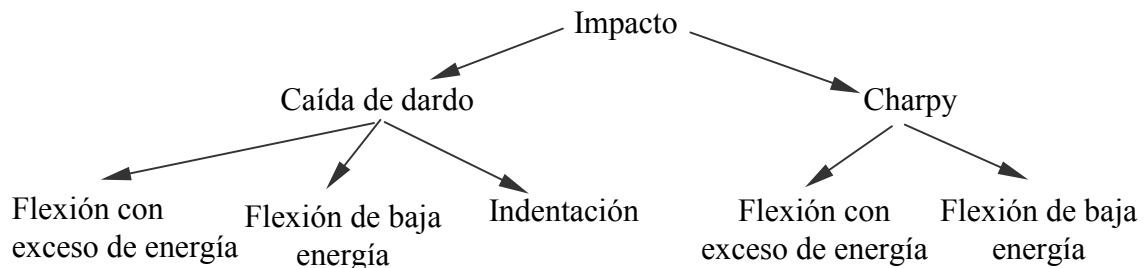 Impacto
Caída de dardo
Charpy
Flexión con
exceso de energía
Flexión de baja
energía
Indentación
Flexión con
exceso de energía
Flexión de baja
energía